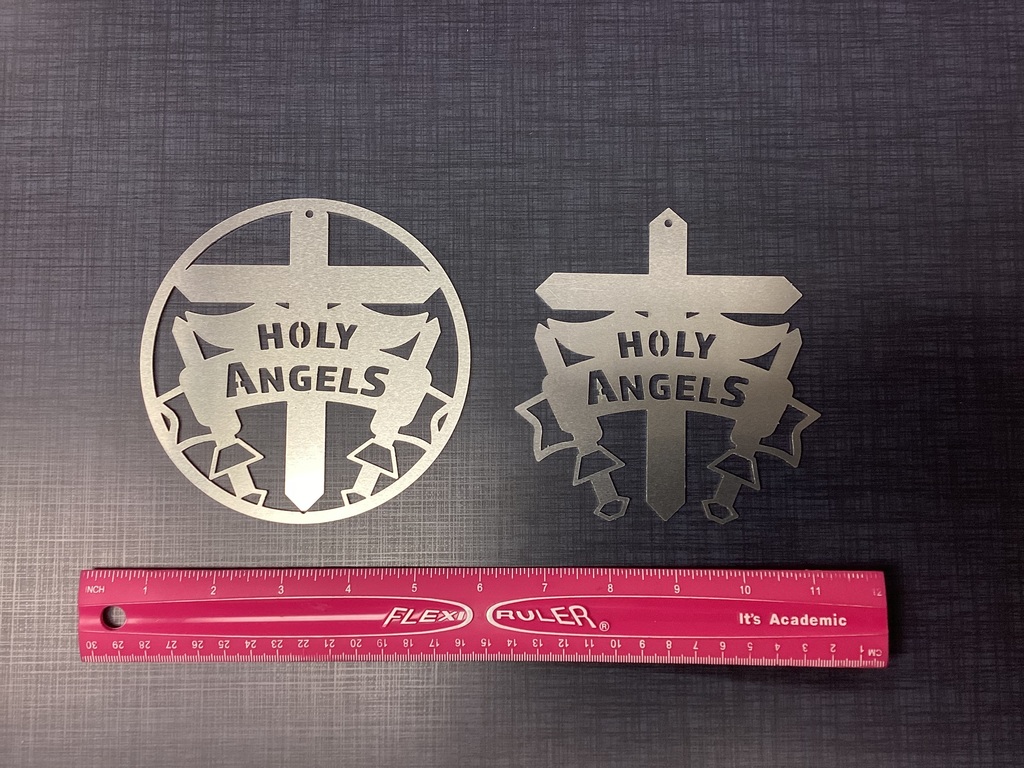 HOLY
ANGELS
HOLY
ANGELS
INCH 1 2 3 4 5 6 7 8 9 10 11 12
FLEXI RULER® It's Academic
30 29 28 27 26 25 24 23 22 21 20 19 18 17 16 15 14 13 12 11 10 9 8 7 6 5 4 3 2 1 CM